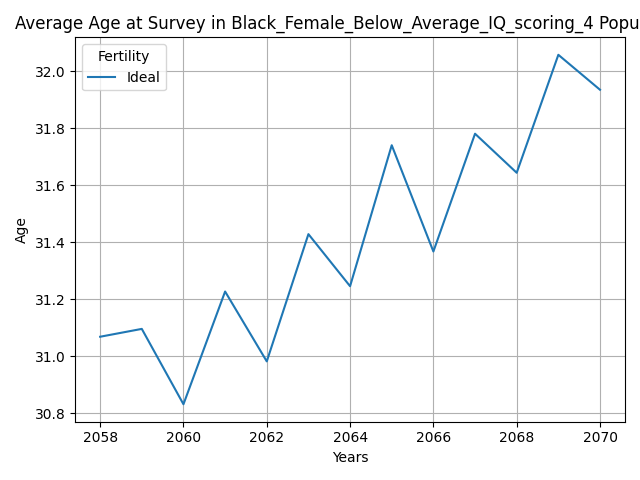 Average Age at Survey in Black_Female_Below_Average_IQ_scoring_4 Popu
Fertility
Ideal
32.0
31.8
31.6
31.4
31.2
31.0
30.8
Age
2058 2060 2062 2064 2066 2068 2070
Years